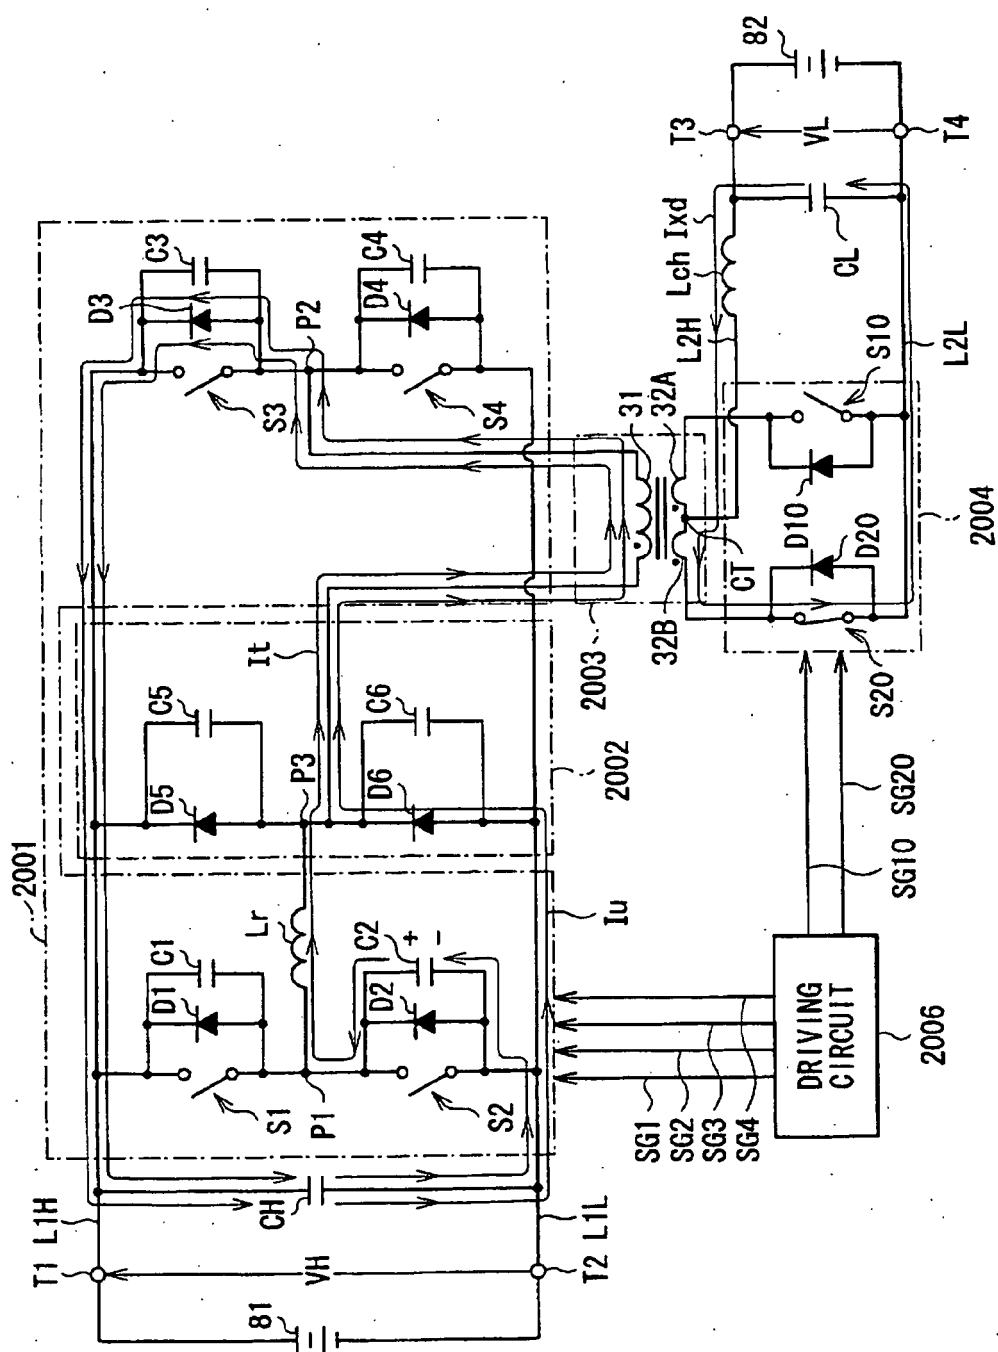 2001
T1
L1H
81
VH
CH
T2
L1L
D1
C1
S1
P1
Lr
D2
C2
+
-
S2
Iu
D5
C5
P3
D6
C6
2002
It
D3
C3
S3
P2
D4
C4
S4
2003
31
32A
32B
CT
L2H
Lch
Ixd
CL
T3
82
VL
T4
L2L
D10
S10
D20
S20
2004
SG1
SG2
SG3
SG4
DRIVING
CIRCUIT
2006
SG10
SG20